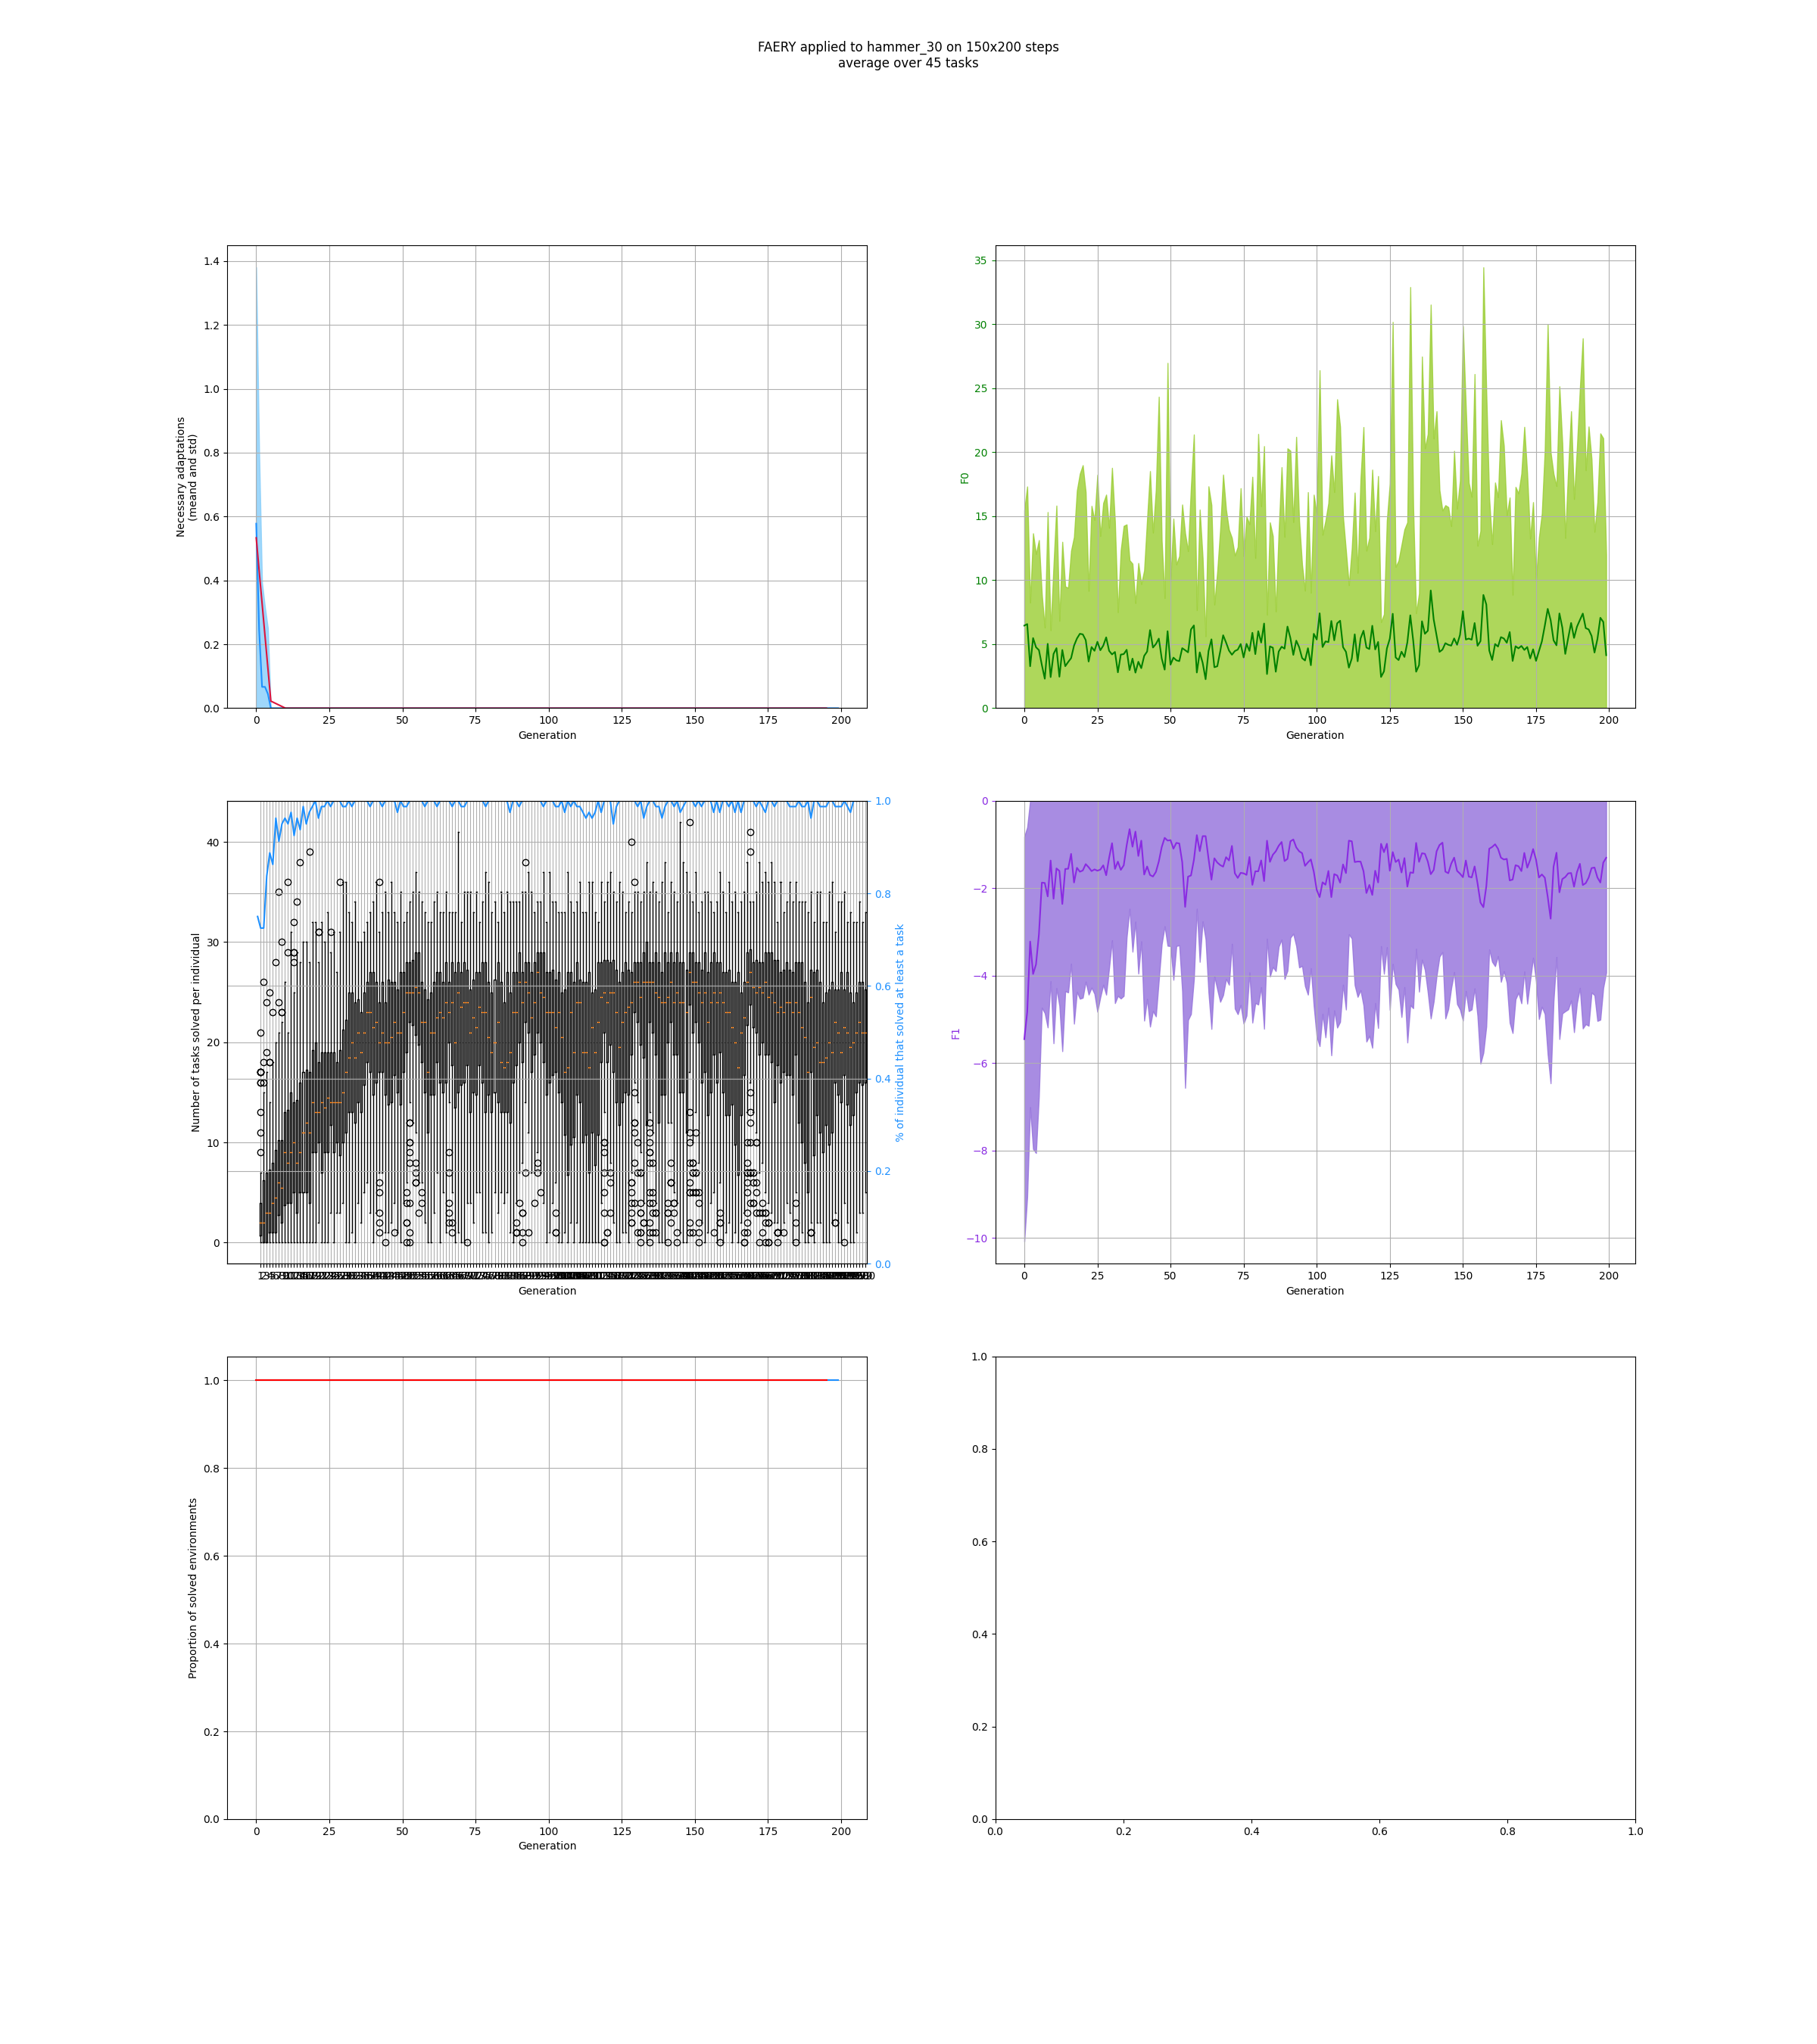 FAERY applied to hammer_30 on 150x200 steps
average over 45 tasks
1.4
1.2
1.0
0.8
0.6
0.4
0.2
0.0
Necessary adaptations
(meand and std)
0 25 50 75 100 125 150 175 200
Generation
35
30
25
20
15
10
5
0
F0
0 25 50 75 100 125 150 175 200
Generation
40
30
20
10
0
Number of tasks solved per individual
1.0
0.8
0.6
0.4
0.2
0.0
% of individual that solved at least a task
Generation
0
−2
−4
−6
−8
−10
F1
0 25 50 75 100 125 150 175 200
Generation
1.0
0.8
0.6
0.4
0.2
0.0
Proportion of solved environments
0 25 50 75 100 125 150 175 200
Generation
1.0
0.8
0.6
0.4
0.2
0.0
0.0 0.2 0.4 0.6 0.8 1.0